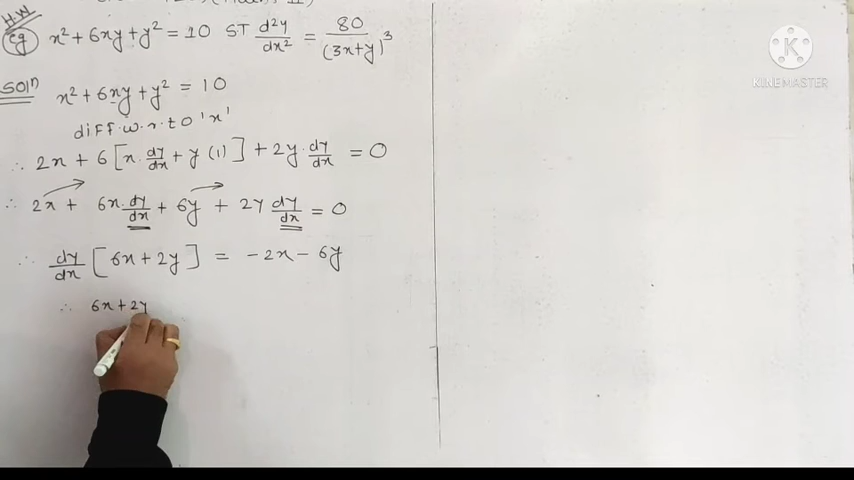 H.W
eg x² + 6xy + y² = 10 ST d²y/dx² = 80/(3x+y)³
Soln x² + 6xy + y² = 10
diff. w.r.to 'x'
∴ 2x + 6[x. dy/dx + y (1)] + 2y. dy/dx = 0
∴ 2x + 6x. dy/dx + 6y + 2y dy/dx = 0
∴ dy/dx [6x + 2y] = -2x - 6y
∴ 6x + 2y
K
KINEMASTER